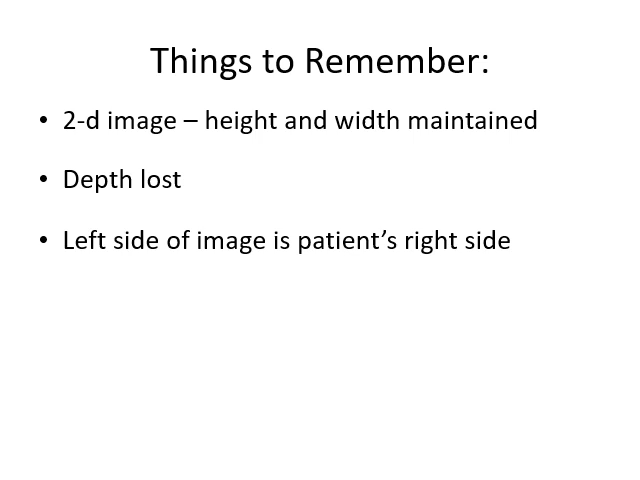 Things to Remember:
• 2-d image – height and width maintained
• Depth lost
• Left side of image is patient’s right side